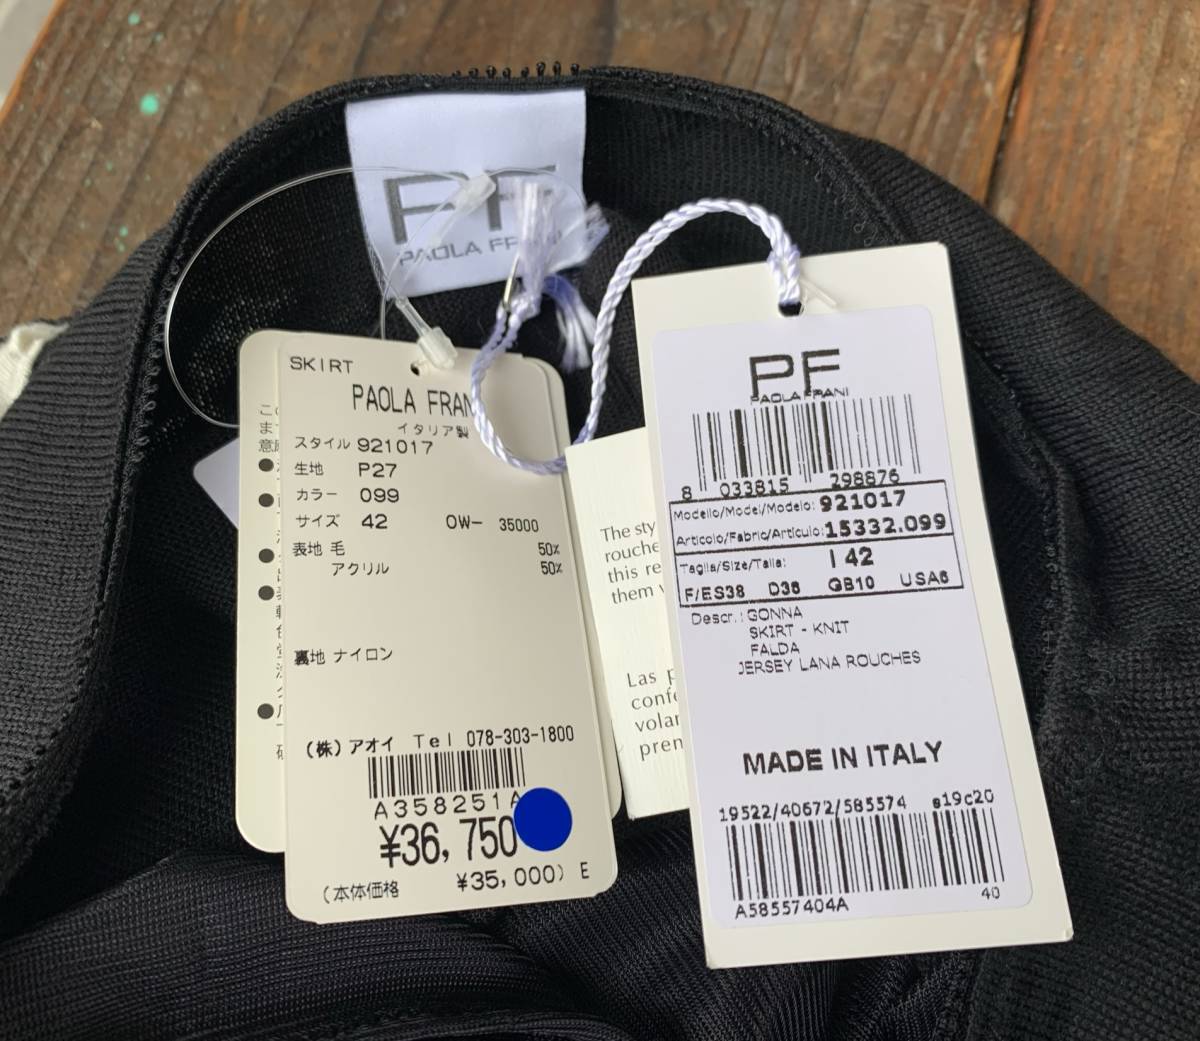 PF
PAOLA FRANI
SKIRT
PAOLA FRAN
イタリア製
スタイル 921017
生地 P27
カラー 099
サイズ 42 OW- 35000
表地 毛 50%
アクリル 50%
裏地 ナイロン
(株)アオイ Tel 078-303-1800
A358251A
¥36,750
(本体価格 ¥35,000) E
The sty
rouche
this re
them
Las p
confe
volar
pren
PF
PAOLA FRANI
8 033815 298876
Modello/Model/Modelo: 921017
Articolo/Fabric/Articulo: 15332.099
Taglia/Size/Talla: I 42
F/ES38 D36 GB10 USA6
Descr.: GONNA
SKIRT - KNIT
FALDA
JERSEY LANA ROUCHES
MADE IN ITALY
19522/40672/585574 s19c20
A58557404A 40